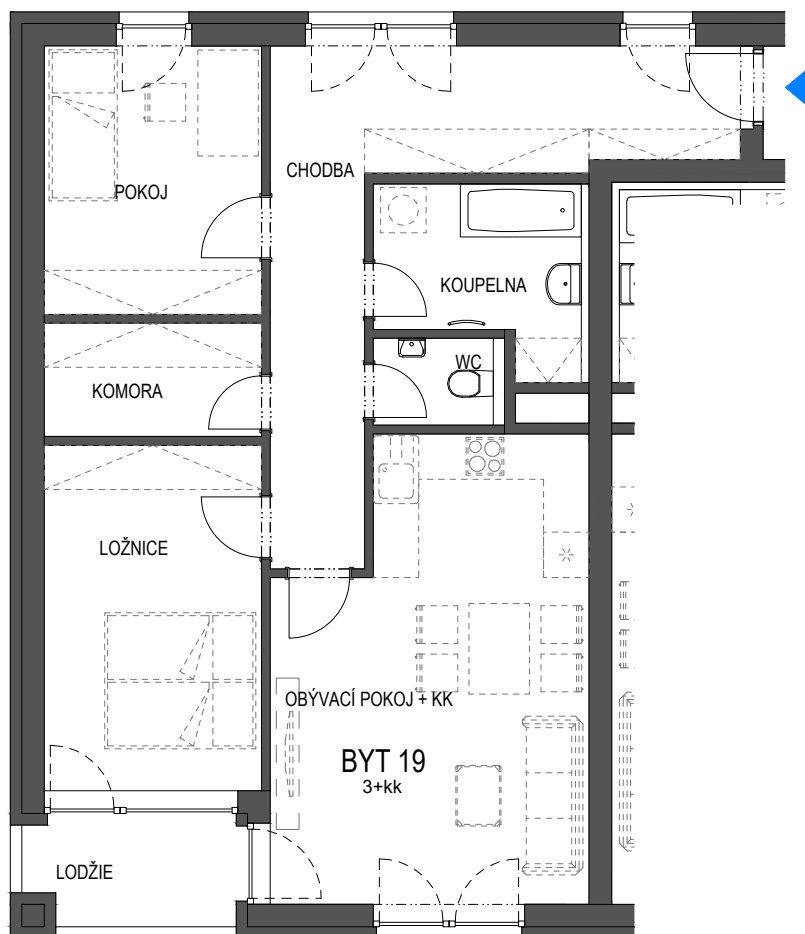 CHODBA
POKOJ
KOUPELNA
WC
KOMORA
LOŽNICE
OBÝVACÍ POKOJ + KK
BYT 19
3+kk
LODŽIE